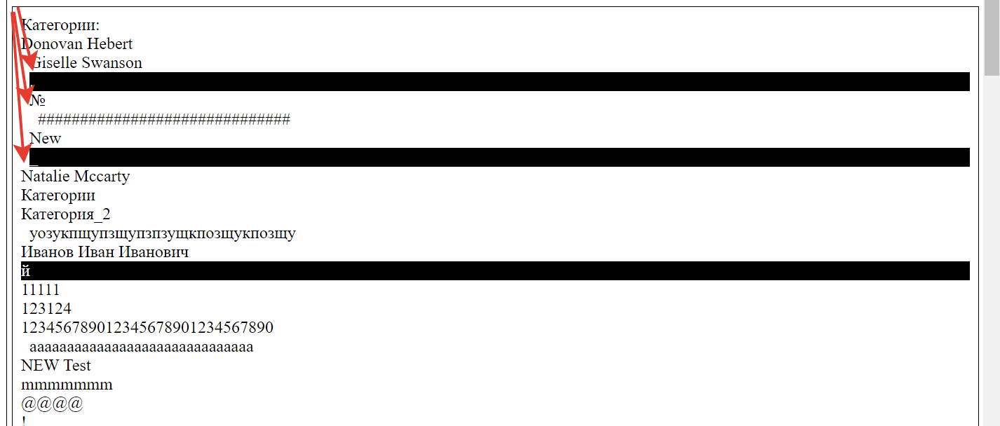 Категории:
Donovan Hebert
Giselle Swanson
.
№
##############################
New
_
Natalie Mccarty
Категории
Категория_2
уозукпщупзщупзпзущкпозщукпозщу
Иванов Иван Иванович
й
11111
123124
123456789012345678901234567890
aaaaaaaaaaaaaaaaaaaaaaaaaaaaaa
NEW Test
mmmmmmm
@@@@
!